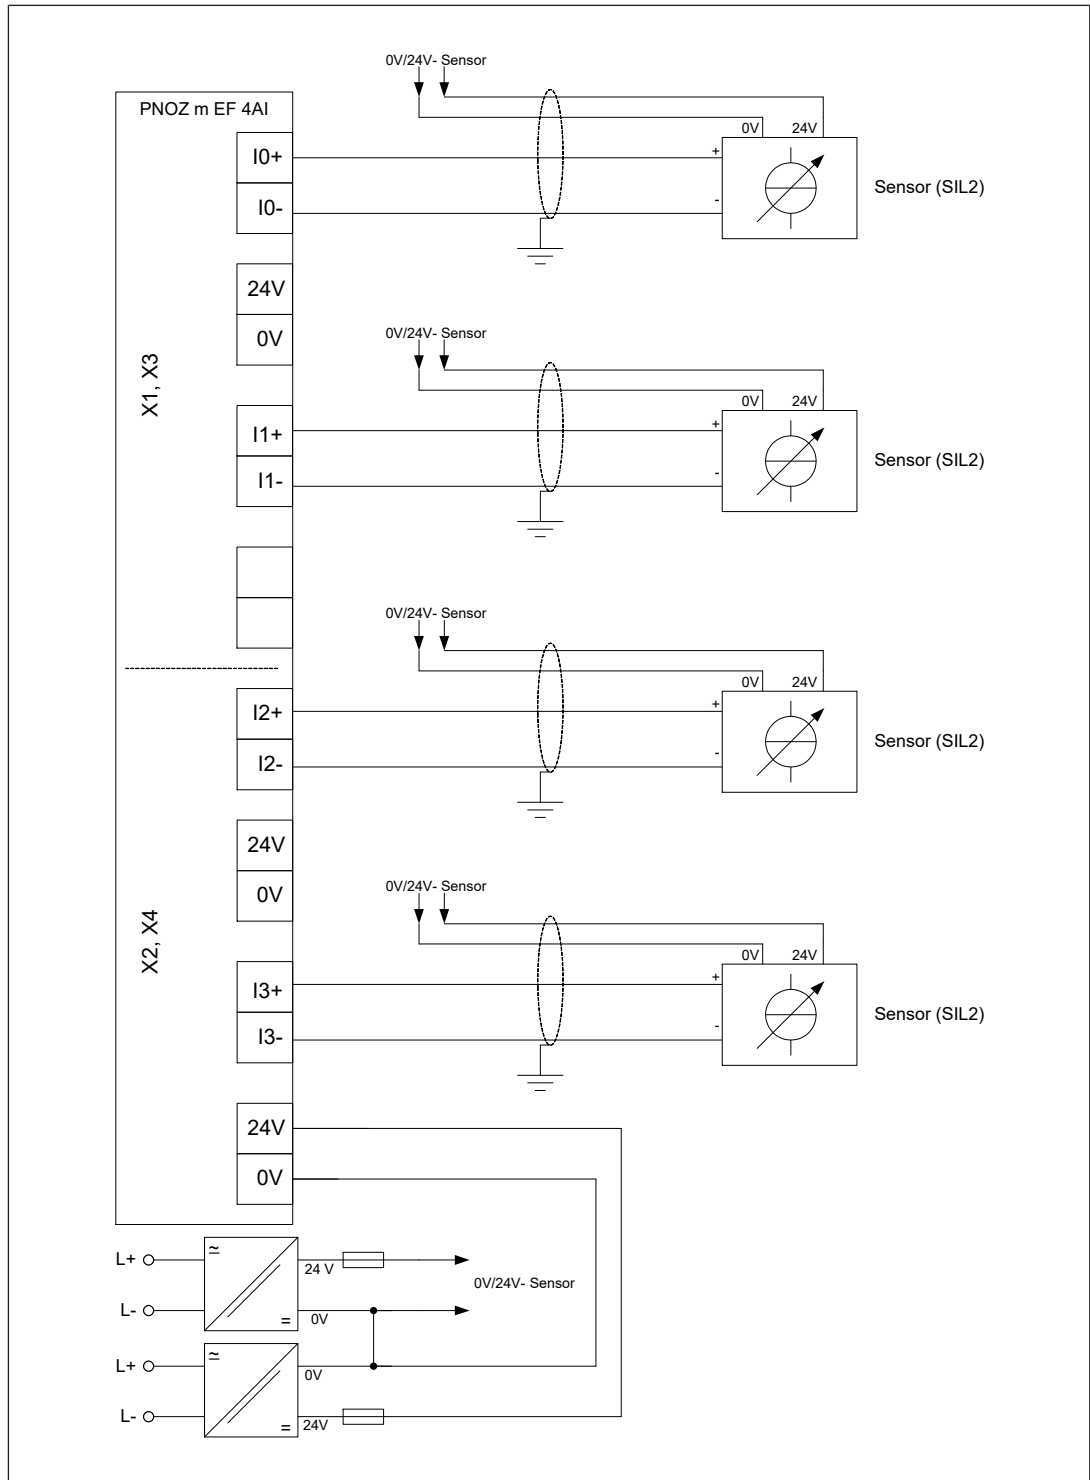 0V/24V- Sensor
PNOZ m EF 4AI
0V 24V
I0+
+
Sensor (SIL2)
I0-
-
24V
0V
0V/24V- Sensor
X1, X3
0V 24V
I1+
+
Sensor (SIL2)
I1-
-
0V/24V- Sensor
0V 24V
I2+
+
Sensor (SIL2)
I2-
-
24V
0V
0V/24V- Sensor
X2, X4
0V 24V
I3+
+
Sensor (SIL2)
I3-
-
24V
0V
≃
L+
24 V
0V/24V- Sensor
L-
=
0V
≃
L+
0V
L-
=
24V